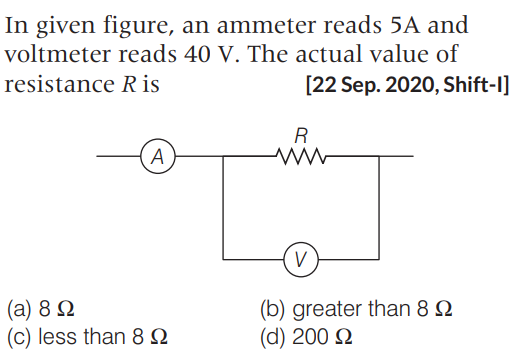 In given figure, an ammeter reads 5A and
voltmeter reads 40 V. The actual value of
resistance R is [22 Sep. 2020, Shift-I]
R
A
V
(a) 8 Ω (b) greater than 8 Ω
(c) less than 8 Ω (d) 200 Ω